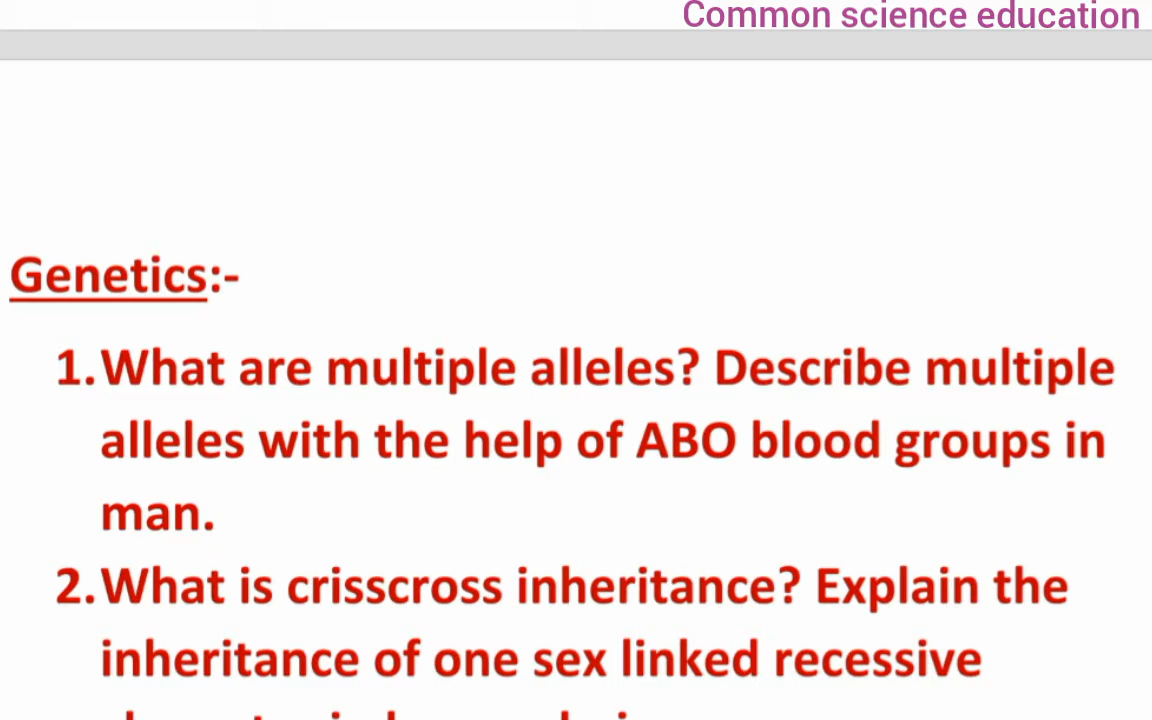 Common science education
Genetics:-
1.What are multiple alleles? Describe multiple
alleles with the help of ABO blood groups in
man.
2.What is crisscross inheritance? Explain the
inheritance of one sex linked recessive